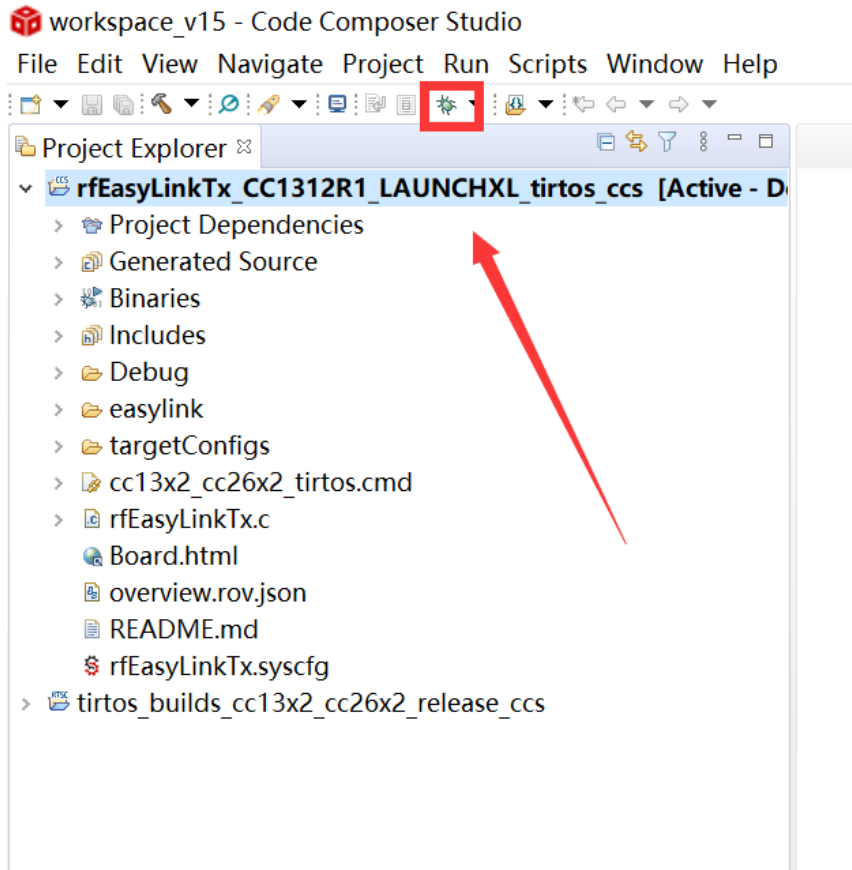 workspace_v15 - Code Composer Studio
File Edit View Navigate Project Run Scripts Window Help
Project Explorer
rfEasyLinkTx_CC1312R1_LAUNCHXL_tirtos_ccs [Active - De
Project Dependencies
Generated Source
Binaries
Includes
Debug
easylink
targetConfigs
cc13x2_cc26x2_tirtos.cmd
rfEasyLinkTx.c
Board.html
overview.rov.json
README.md
rfEasyLinkTx.syscfg
tirtos_builds_cc13x2_cc26x2_release_ccs